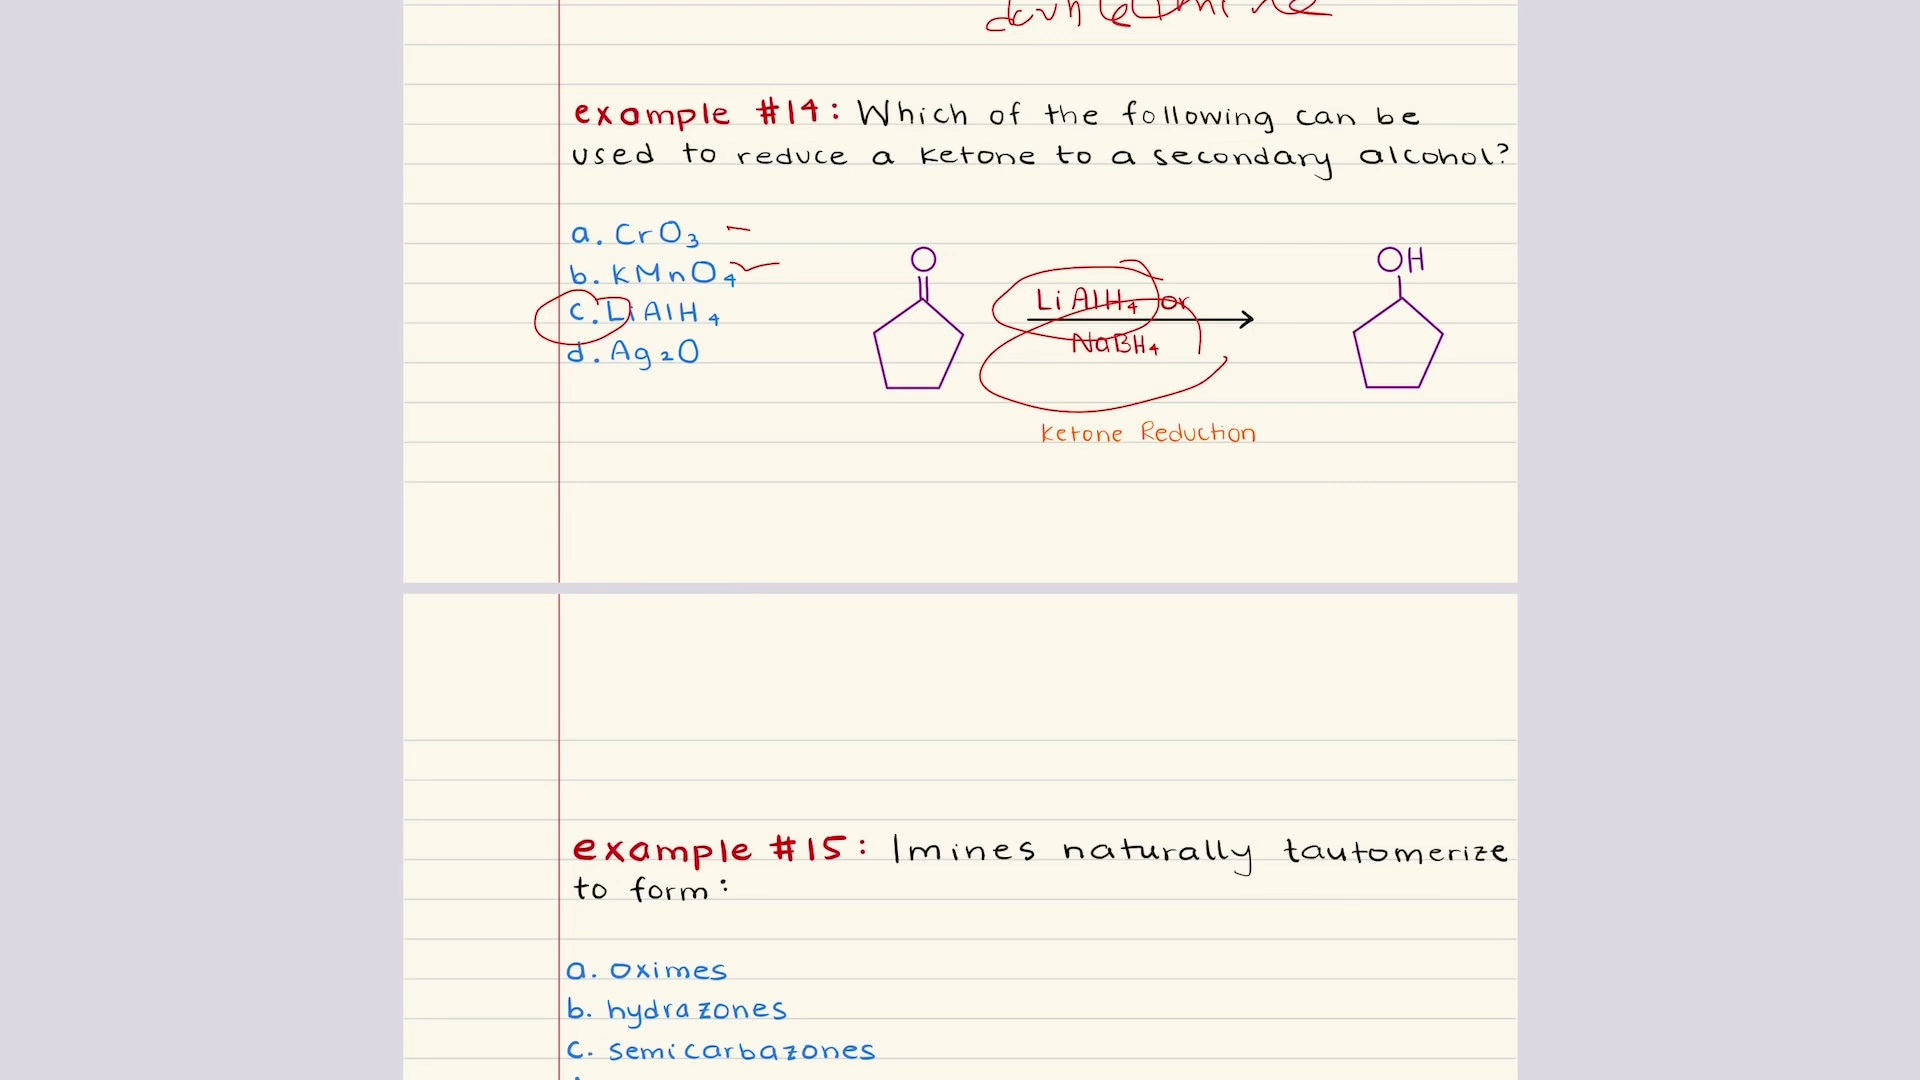 example #14: Which of the following can be
used to reduce a ketone to a secondary alcohol?
a. CrO3
b. KMnO4
c. LiAlH4
d. Ag2O
O
LiAlH4 or
NaBH4
OH
Ketone Reduction
example #15: Imines naturally tautomerize
to form:
a. oximes
b. hydrazones
c. semicarbazones